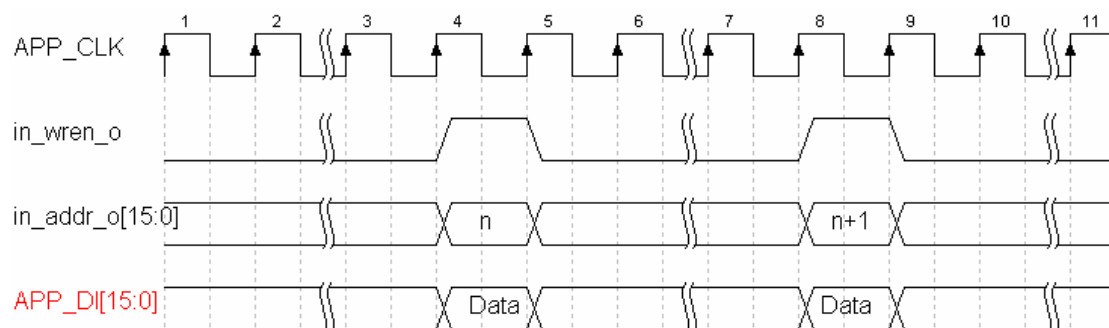 1 2 3 4 5 6 7 8 9 10 11
APP_CLK
in_wren_o
in_addr_o[15:0] n n+1
APP_DI[15:0] Data Data